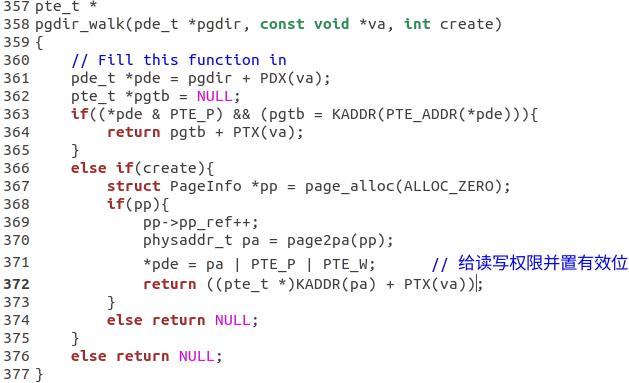 357 pte_t *
358 pgdir_walk(pde_t *pgdir, const void *va, int create)
359 {
360     // Fill this function in
361     pde_t *pde = pgdir + PDX(va);
362     pte_t *pgtb = NULL;
363     if((*pde & PTE_P) && (pgtb = KADDR(PTE_ADDR(*pde))){
364         return pgtb + PTX(va);
365     }
366     else if(create){
367         struct PageInfo *pp = page_alloc(ALLOC_ZERO);
368         if(pp){
369             pp->pp_ref++;
370             physaddr_t pa = page2pa(pp);
371             *pde = pa | PTE_P | PTE_W;      // 给读写权限并置有效位
372             return ((pte_t *)KADDR(pa) + PTX(va));
373         }
374         else return NULL;
375     }
376     else return NULL;
377 }